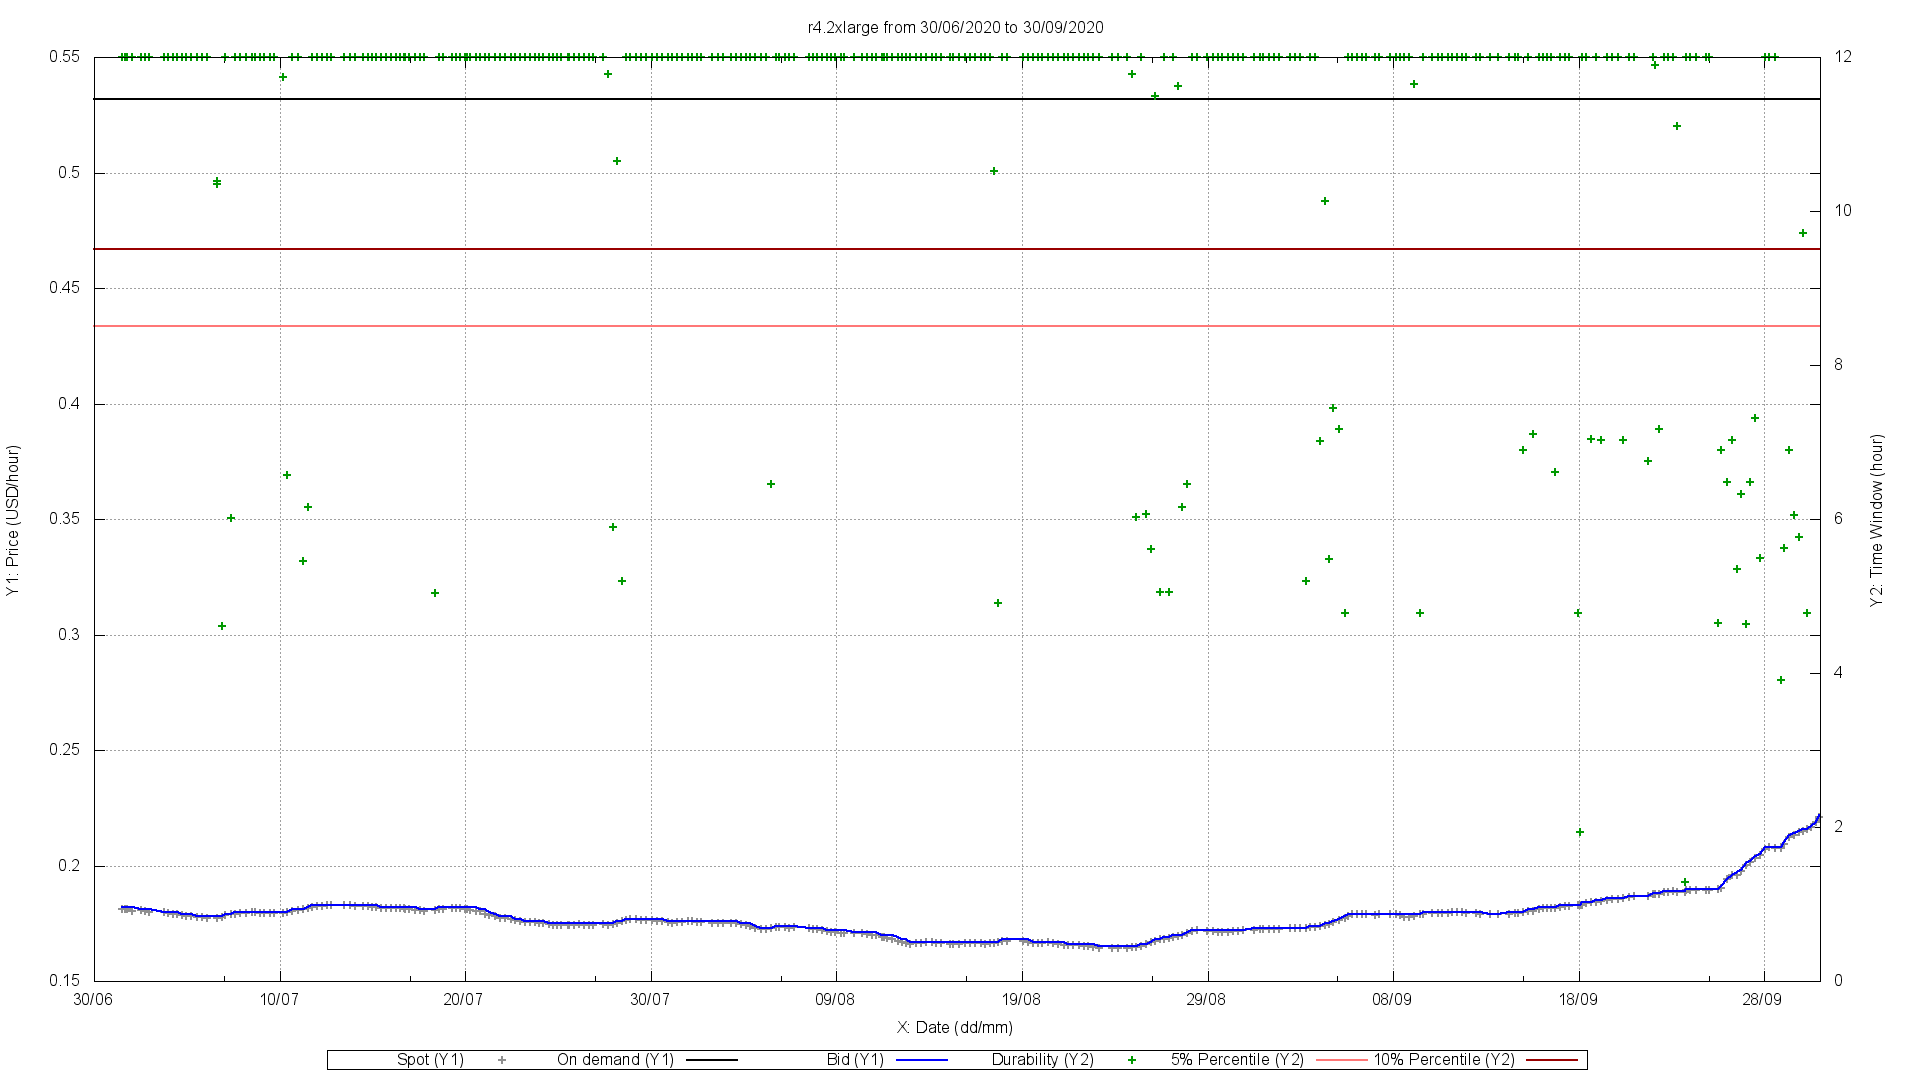 r4.2xlarge from 30/06/2020 to 30/09/2020
0.55
0.5
0.45
0.4
0.35
0.3
0.25
0.2
0.15
12
10
8
6
4
2
0
Y1: Price (USD/hour)
Y2: Time Window (hour)
30/06 10/07 20/07 30/07 09/08 19/08 29/08 08/09 18/09 28/09
X: Date (dd/mm)
Spot (Y1) On demand (Y1) Bid (Y1) Durability (Y2) 5% Percentile (Y2) 10% Percentile (Y2)